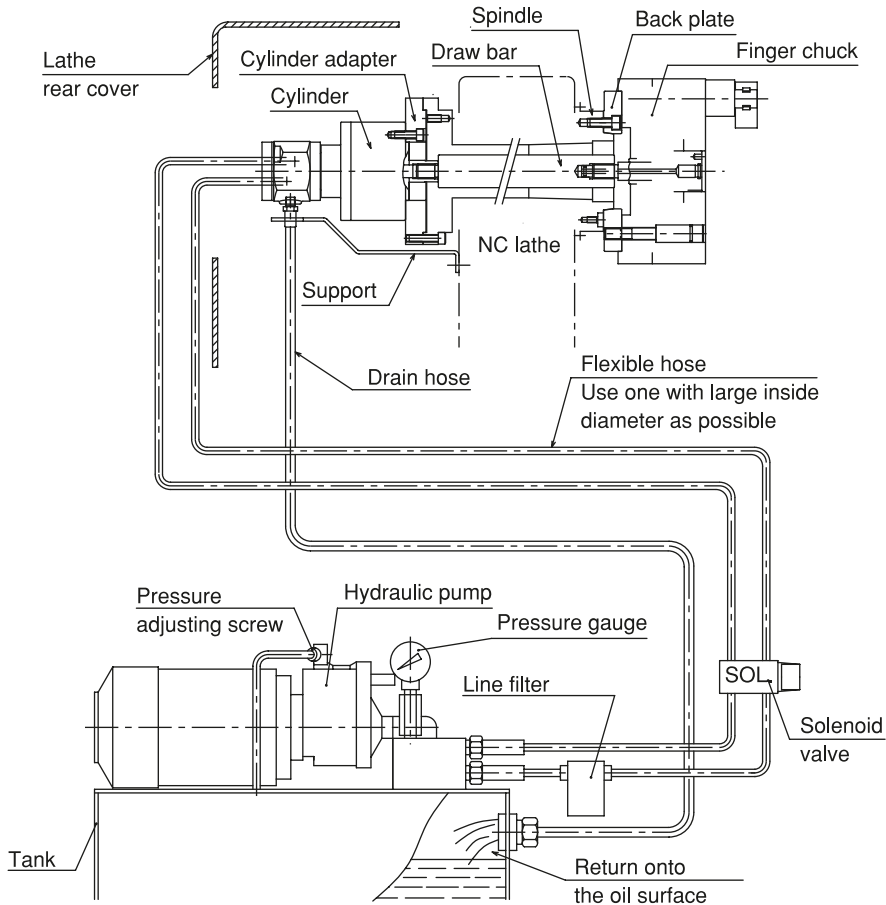 Spindle
Back plate
Lathe
rear cover
Cylinder adapter
Draw bar
Finger chuck
Cylinder
NC lathe
Support
Drain hose
Flexible hose
Use one with large inside
diameter as possible
Pressure
adjusting screw
Hydraulic pump
Pressure gauge
Line filter
SOL
Solenoid
valve
Tank
Return onto
the oil surface